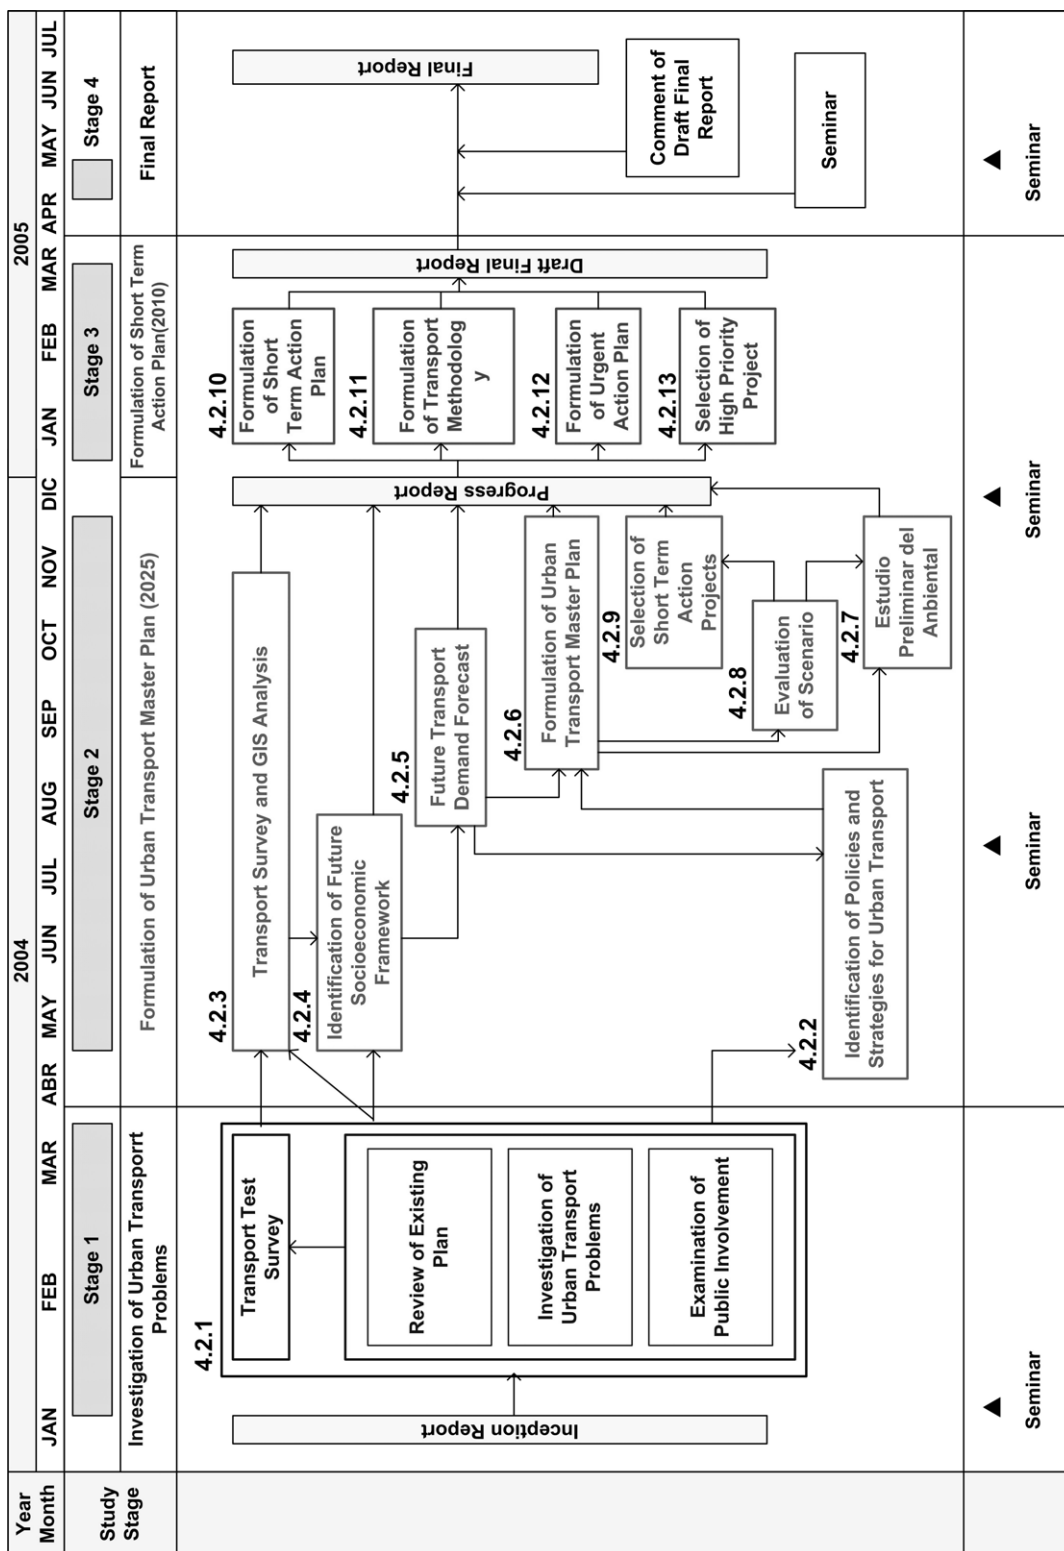 Year
2004
2005
Month
JAN
FEB
MAR
ABR
MAY
JUN
JUL
AUG
SEP
OCT
NOV
DIC
JAN
FEB
MAR
APR
MAY
JUN
JUL
Study
Stage
Stage 1
Stage 2
Stage 3
Stage 4
Investigation of Urban Transporrt
Problems
Formulation of Urban Transport Master Plan (2025)
Formulation of Short Term
Action Plan(2010)
Final Report
Inception Report
4.2.1
Transport Test
Survey
Review of Existing
Plan
Investigation of
Urban Transport
Problems
Examination of
Public Involvement
4.2.3
Transport Survey and GIS Analysis
4.2.4
Identification of Future
Socioeconomic
Framework
4.2.5
Future Transport
Demand Forecast
4.2.6
Formulation of Urban
Transport Master Plan
4.2.9
Selection of
Short Term
Action
Projects
4.2.8
Evaluation
of Scenario
4.2.7
Estudio
Preliminar del
Anbiental
4.2.2
Identification of Policies and
Strategies for Urban Transport
Progress Report
4.2.10
Formulation
of Short
Term Action
Plan
4.2.11
Formulation
of Transport
Methodolog
y
4.2.12
Formulation
of Urgent
Action Plan
4.2.13
Selection of
High Priority
Project
Draft Final Report
Final Report
Comment of
Draft Final
Report
Seminar
Seminar
Seminar
Seminar
Seminar